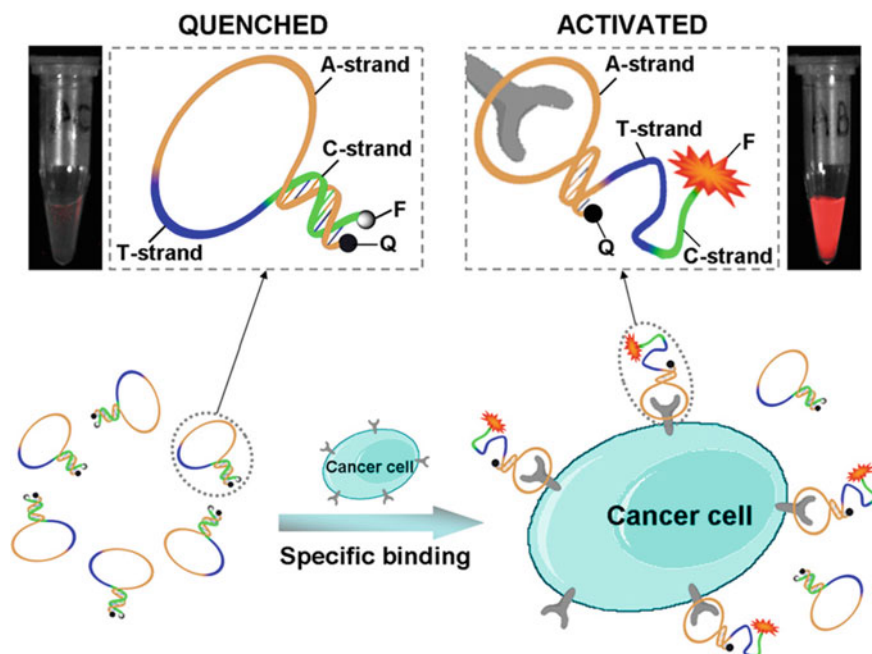 QUENCHED
ACTIVATED
A-strand
C-strand
F
Q
T-strand
A-strand
T-strand
F
Q
C-strand
A B
Cancer cell
Specific binding
Cancer cell